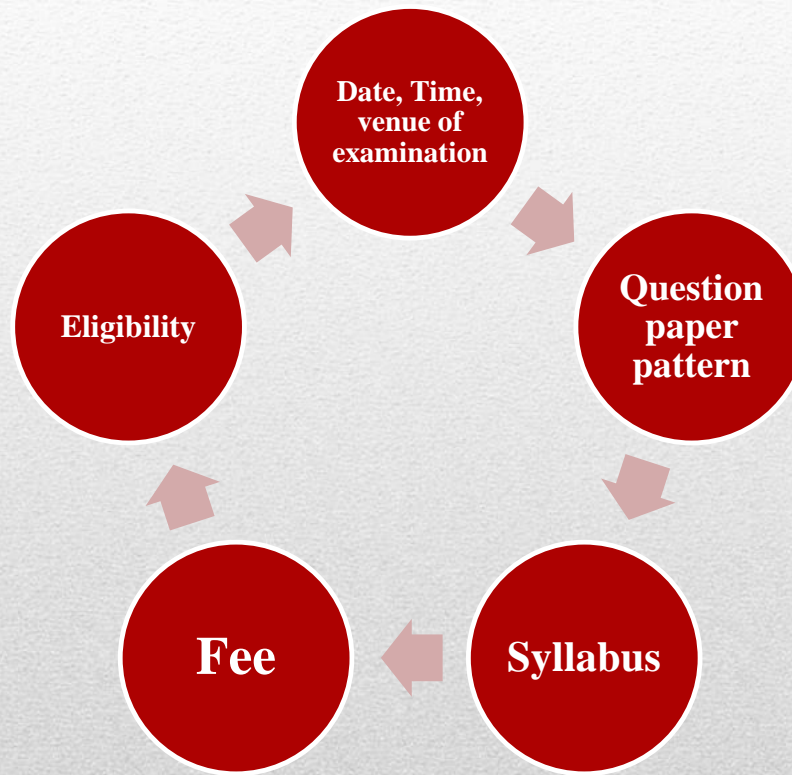 Date, Time,
venue of
examination
Question
paper
pattern
Syllabus
Fee
Eligibility